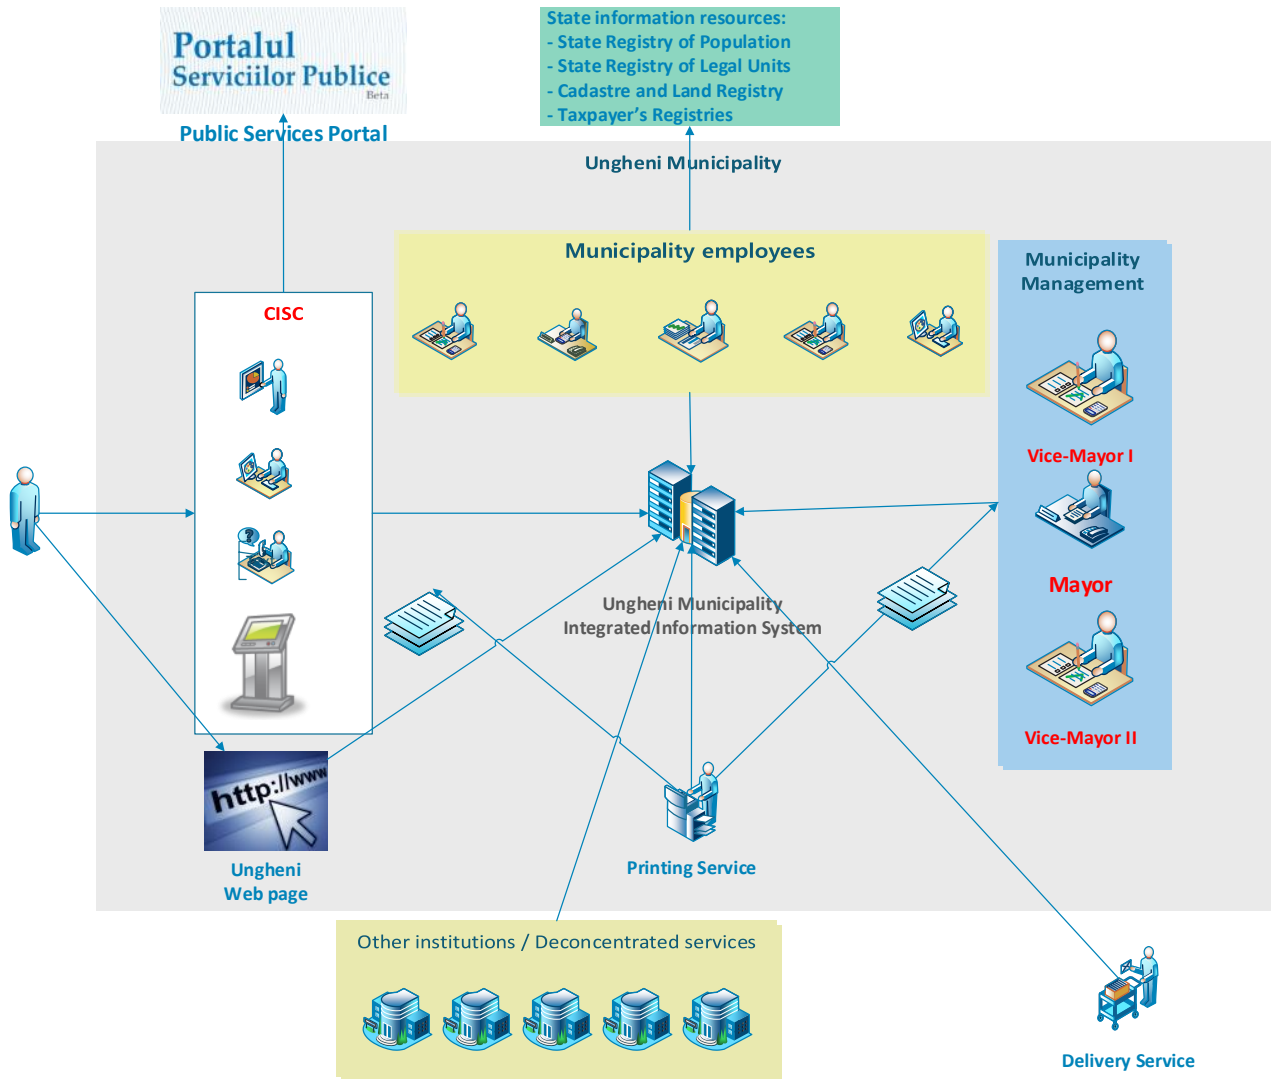 Portalul
Serviciilor Publice
Beta
Public Services Portal
State information resources:
- State Registry of Population
- State Registry of Legal Units
- Cadastre and Land Registry
- Taxpayer's Registries
Ungheni Municipality
Municipality employees
Municipality
Management
CISC
Vice-Mayor I
?
Mayor
Ungheni Municipality
Integrated Information System
Vice-Mayor II
http://www
Ungheni
Web page
Printing Service
Other institutions / Deconcentrated services
Delivery Service